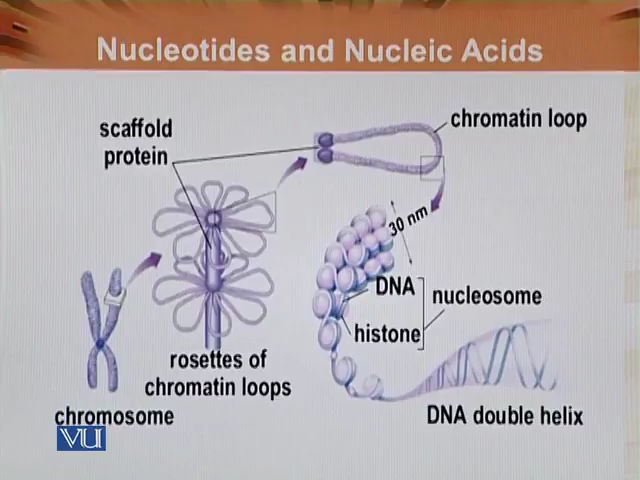 Nucleotides and Nucleic Acids
scaffold
protein
chromatin loop
30 nm
DNA
nucleosome
histone
rosettes of
chromatin loops
chromosome
DNA double helix
VU